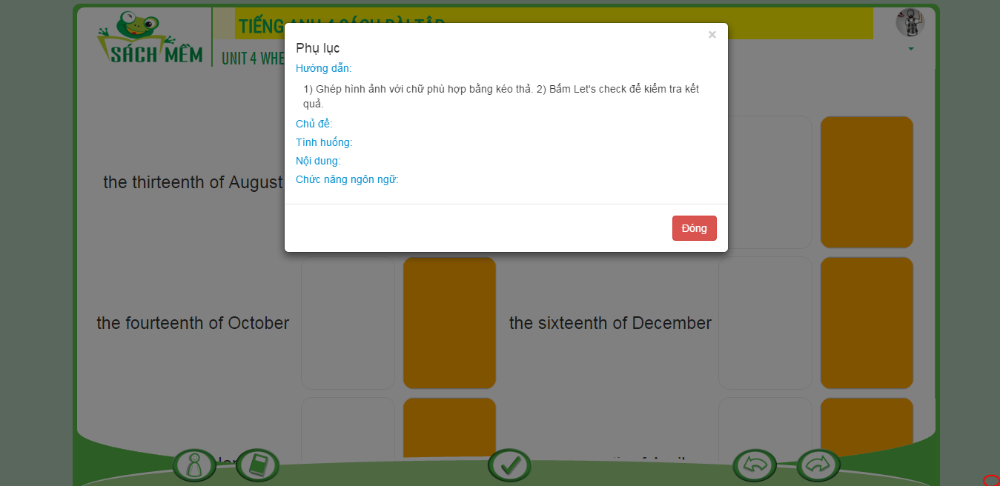 TIẾNG ANH 4 SÁCH BÀI TẬP
SÁCH MỀM
UNIT 4 WHE
×
Phụ lục
Hướng dẫn:
1) Ghép hình ảnh với chữ phù hợp bằng kéo thả. 2) Bấm Let's check để kiểm tra kết
quả.
Chủ đề:
Tình huống:
Nội dung:
Chức năng ngôn ngữ:
Đóng
the thirteenth of August
the fourteenth of October
the sixteenth of December